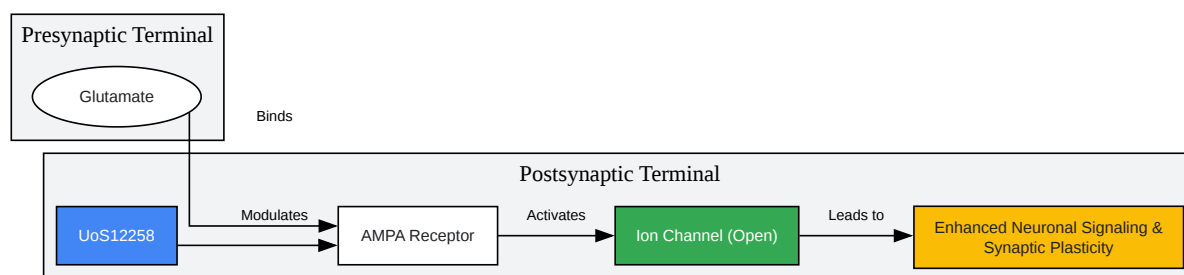 Presynaptic Terminal
Glutamate
Binds
Postsynaptic Terminal
UoS12258
Modulates
AMPA Receptor
Activates
Ion Channel (Open)
Leads to
Enhanced Neuronal Signaling &
Synaptic Plasticity